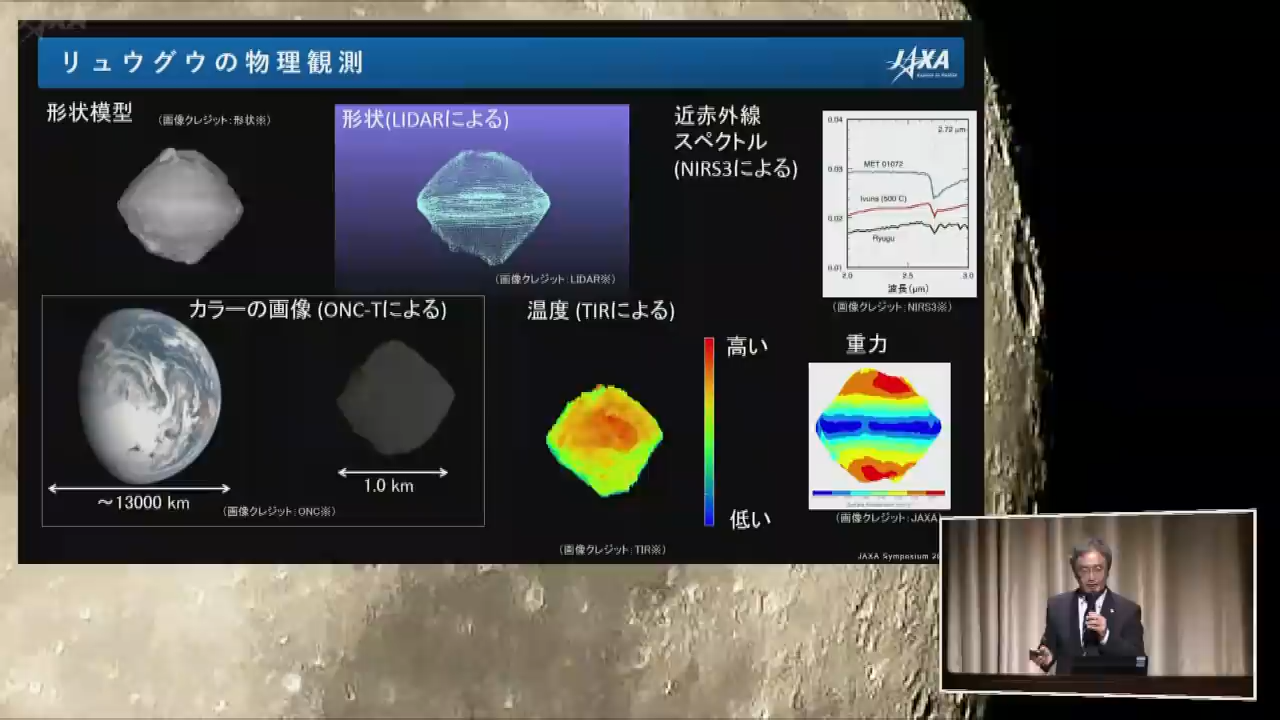 リュウグウの物理観測
JAXA
形状模型
(画像クレジット:形状※)
形状(LIDARによる)
(画像クレジット:LIDAR※)
近赤外線
スペクトル
(NIRS3による)
0.04
0.03
0.02
0.01
2.72 μm
MET 01072
Ivuna (500 C)
Ryugu
2.0
2.5
3.0
波長(μm)
(画像クレジット:NIRS3※)
カラーの画像 (ONC-Tによる)
~13000 km
1.0 km
(画像クレジット:ONC※)
温度 (TIRによる)
高い
低い
(画像クレジット:TIR※)
重力
(画像クレジット:JAXA)
JAXA Symposium